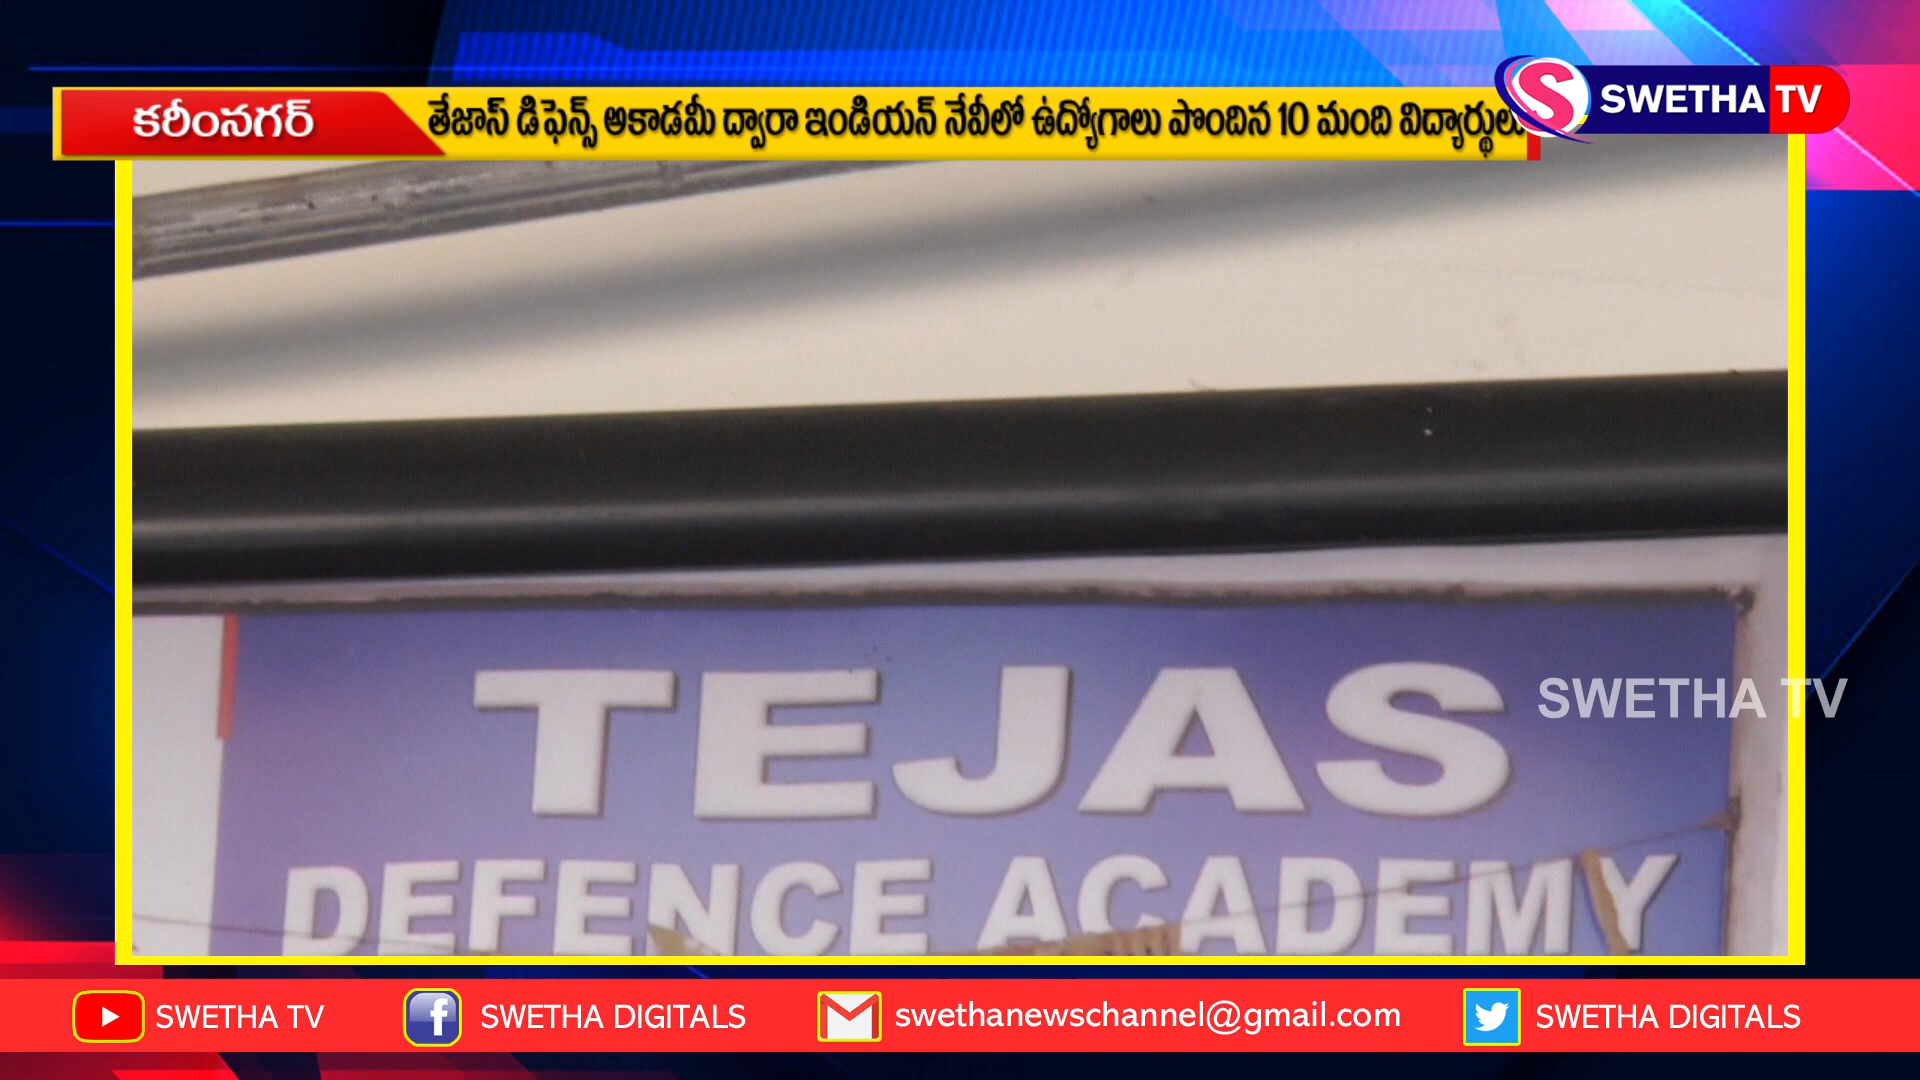 కరీంనగర్
తేజాస్ డిఫెన్స్ అకాడమీ ద్వారా ఇండియన్ నేవీలో ఉద్యోగాలు పొందిన 10 మంది విద్యార్థులు
SWETHA TV
TEJAS
DEFENCE ACADEMY
SWETHA TV
SWETHA TV
SWETHA DIGITALS
swethanewschannel@gmail.com
SWETHA DIGITALS